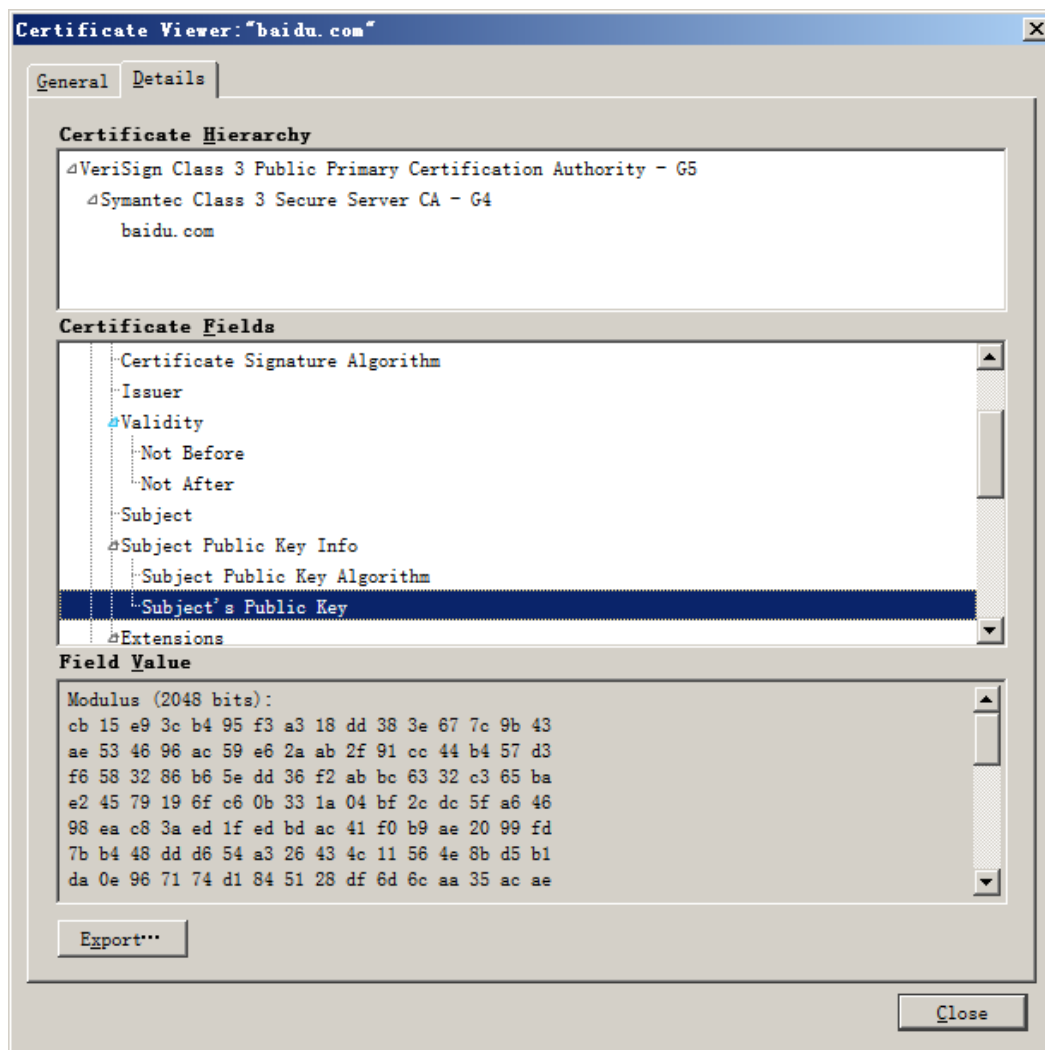 Certificate Viewer:"baidu.com"
General
Details
Certificate Hierarchy
VeriSign Class 3 Public Primary Certification Authority - G5
Symantec Class 3 Secure Server CA - G4
baidu.com
Certificate Fields
Certificate Signature Algorithm
Issuer
Validity
Not Before
Not After
Subject
Subject Public Key Info
Subject Public Key Algorithm
Subject's Public Key
Extensions
Field Value
Modulus (2048 bits):
cb 15 e9 3c b4 95 f3 a3 18 dd 38 3e 67 7c 9b 43
ae 53 46 96 ac 59 e6 2a ab 2f 91 cc 44 b4 57 d3
f6 58 32 86 b6 5e dd 36 f2 ab bc 63 32 c3 65 ba
e2 45 79 19 6f c6 0b 33 1a 04 bf 2c dc 5f a6 46
98 ea c8 3a ed 1f ed bd ac 41 f0 b9 ae 20 99 fd
7b b4 48 dd d6 54 a3 26 43 4c 11 56 4e 8b d5 b1
da 0e 96 71 74 d1 84 51 28 df 6d 6c aa 35 ac ae
Export…
Close